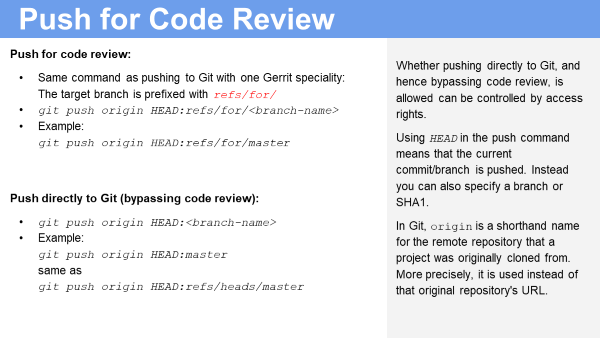 Push for Code Review
Push for code review:
• Same command as pushing to Git with one Gerrit speciality:
The target branch is prefixed with refs/for/
• git push origin HEAD:refs/for/<branch-name>
• Example:
git push origin HEAD:refs/for/master
Push directly to Git (bypassing code review):
• git push origin HEAD:<branch-name>
• Example:
git push origin HEAD:master
same as
git push origin HEAD:refs/heads/master
Whether pushing directly to Git, and
hence bypassing code review, is
allowed can be controlled by access
rights.
Using HEAD in the push command
means that the current
commit/branch is pushed. Instead
you can also specify a branch or
SHA1.
In Git, origin is a shorthand name
for the remote repository that a
project was originally cloned from.
More precisely, it is used instead of
that original repository's URL.